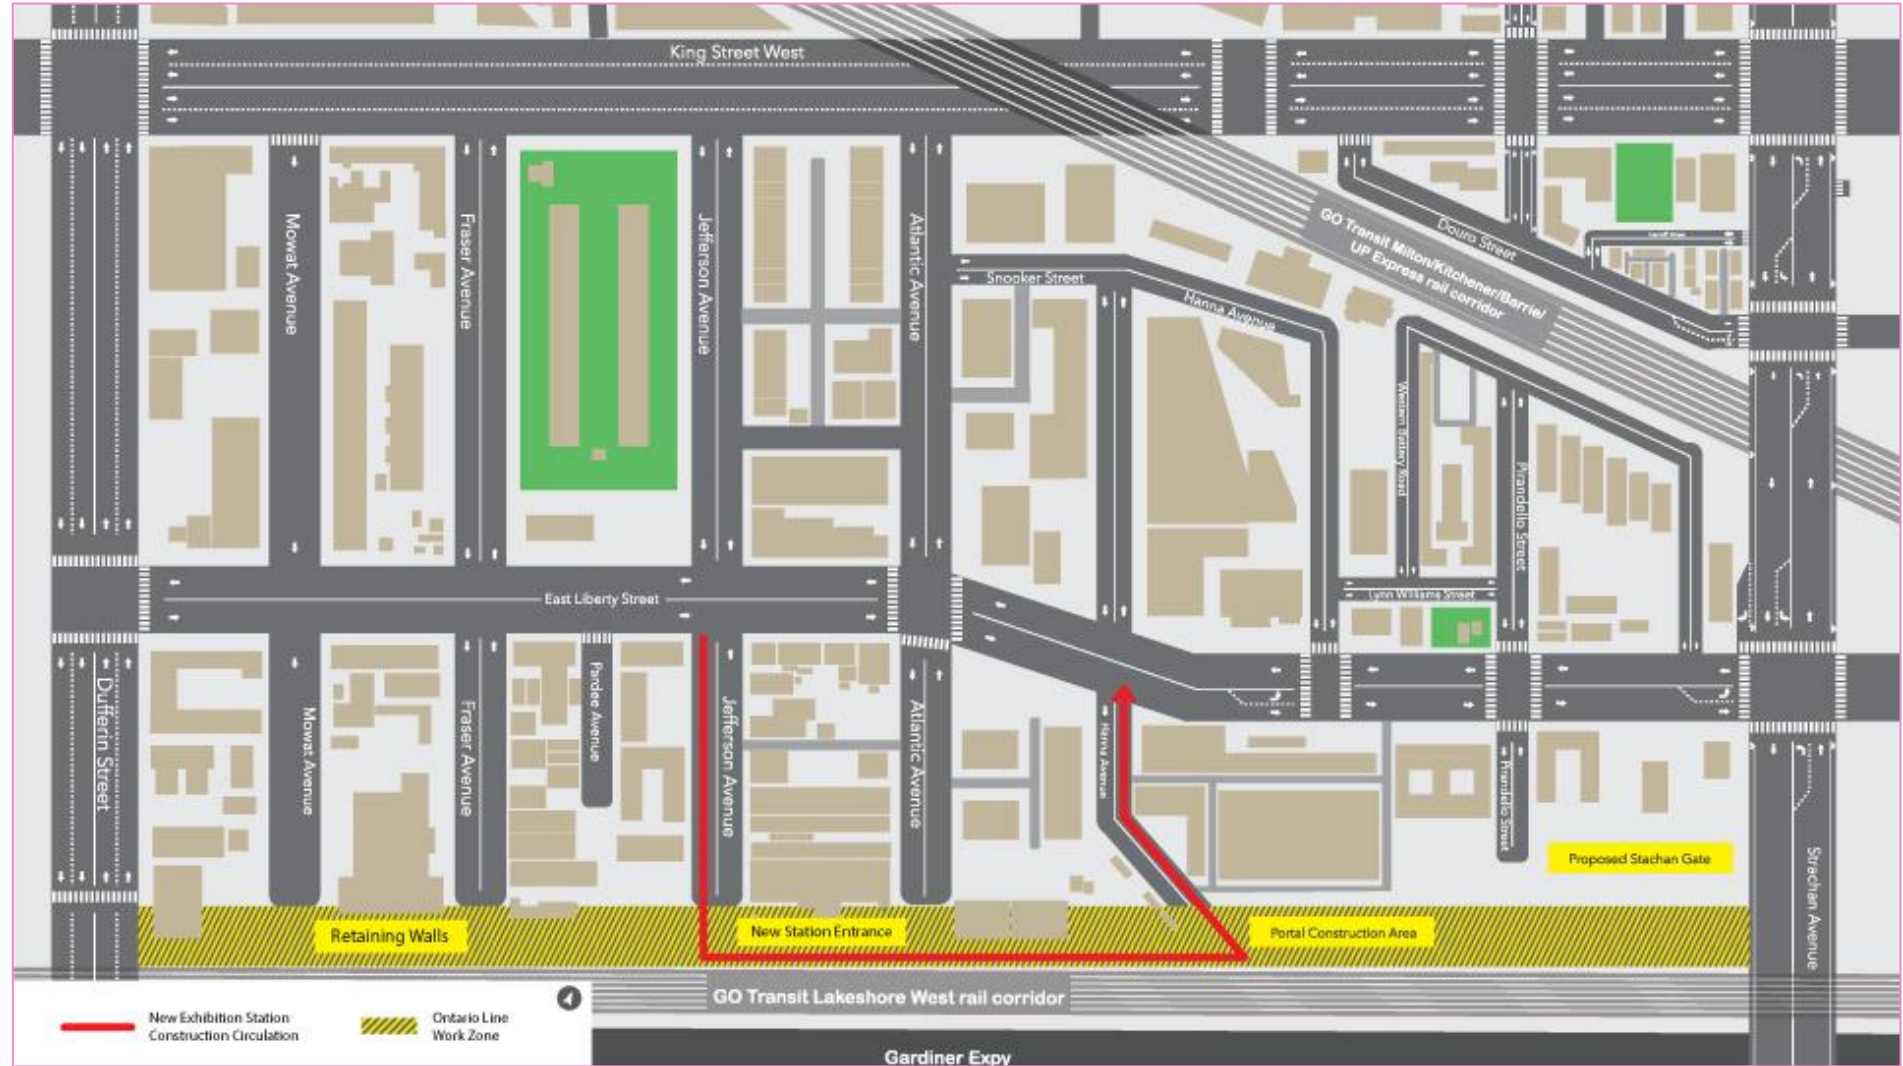 King Street West
GO Transit Milton/Kitchener/Barrie/
UP Express rail corridor
Douro Street
Mowat Avenue
Fraser Avenue
Jefferson Avenue
Atlantic Avenue
Snooker Street
Hanna Avenue
Western Battery Road
Pirandello Street
Lynn Williams Street
East Liberty Street
Dufferin Street
Mowat Avenue
Fraser Avenue
Pardee Avenue
Jefferson Avenue
Atlantic Avenue
Hanna Avenue
Pirandello Street
Strachan Avenue
Proposed Stachan Gate
Retaining Walls
New Station Entrance
Portal Construction Area
GO Transit Lakeshore West rail corridor
New Exhibition Station
Construction Circulation
Ontario Line
Work Zone
Gardiner Expy